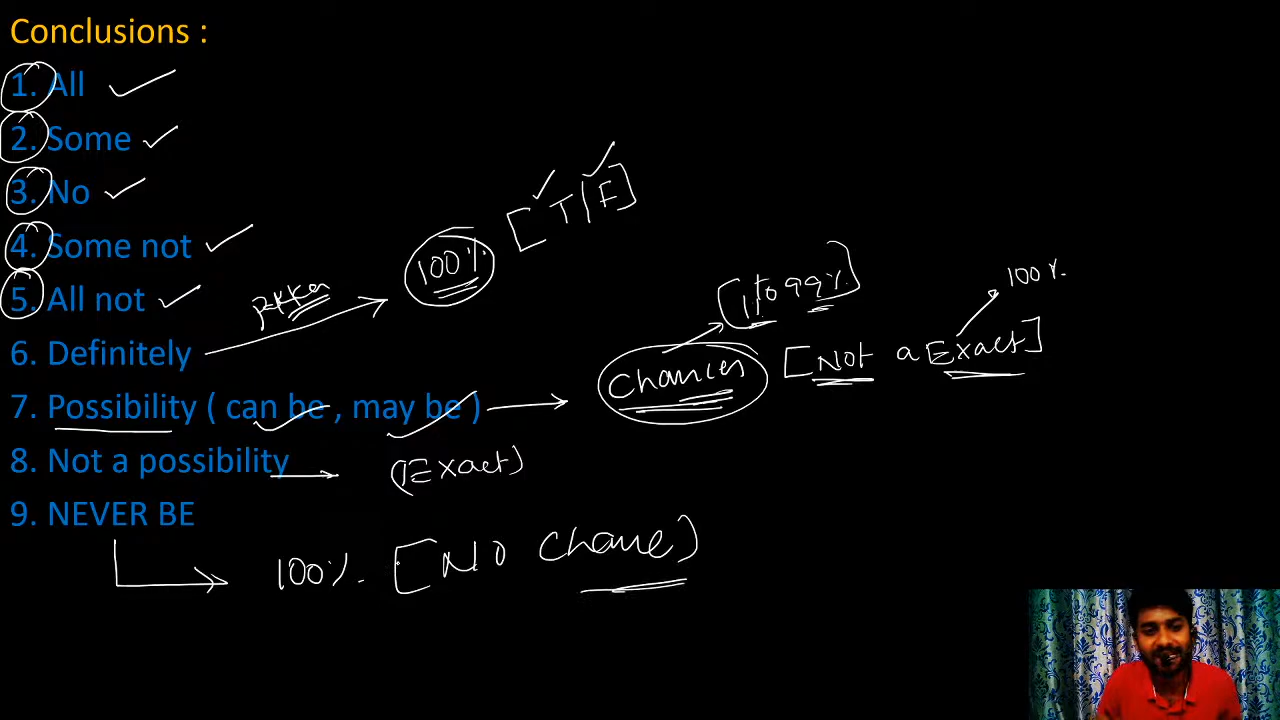 Conclusions :
1. All
2. Some
3. No
4. Some not
5. All not
6. Definitely
100%
[T/F]
7. Possibility ( can be , may be )
Chances
[1 to 99%]
[Not a Exact]
100%
8. Not a possibility
(Exact)
9. NEVER BE
100% [No chance]